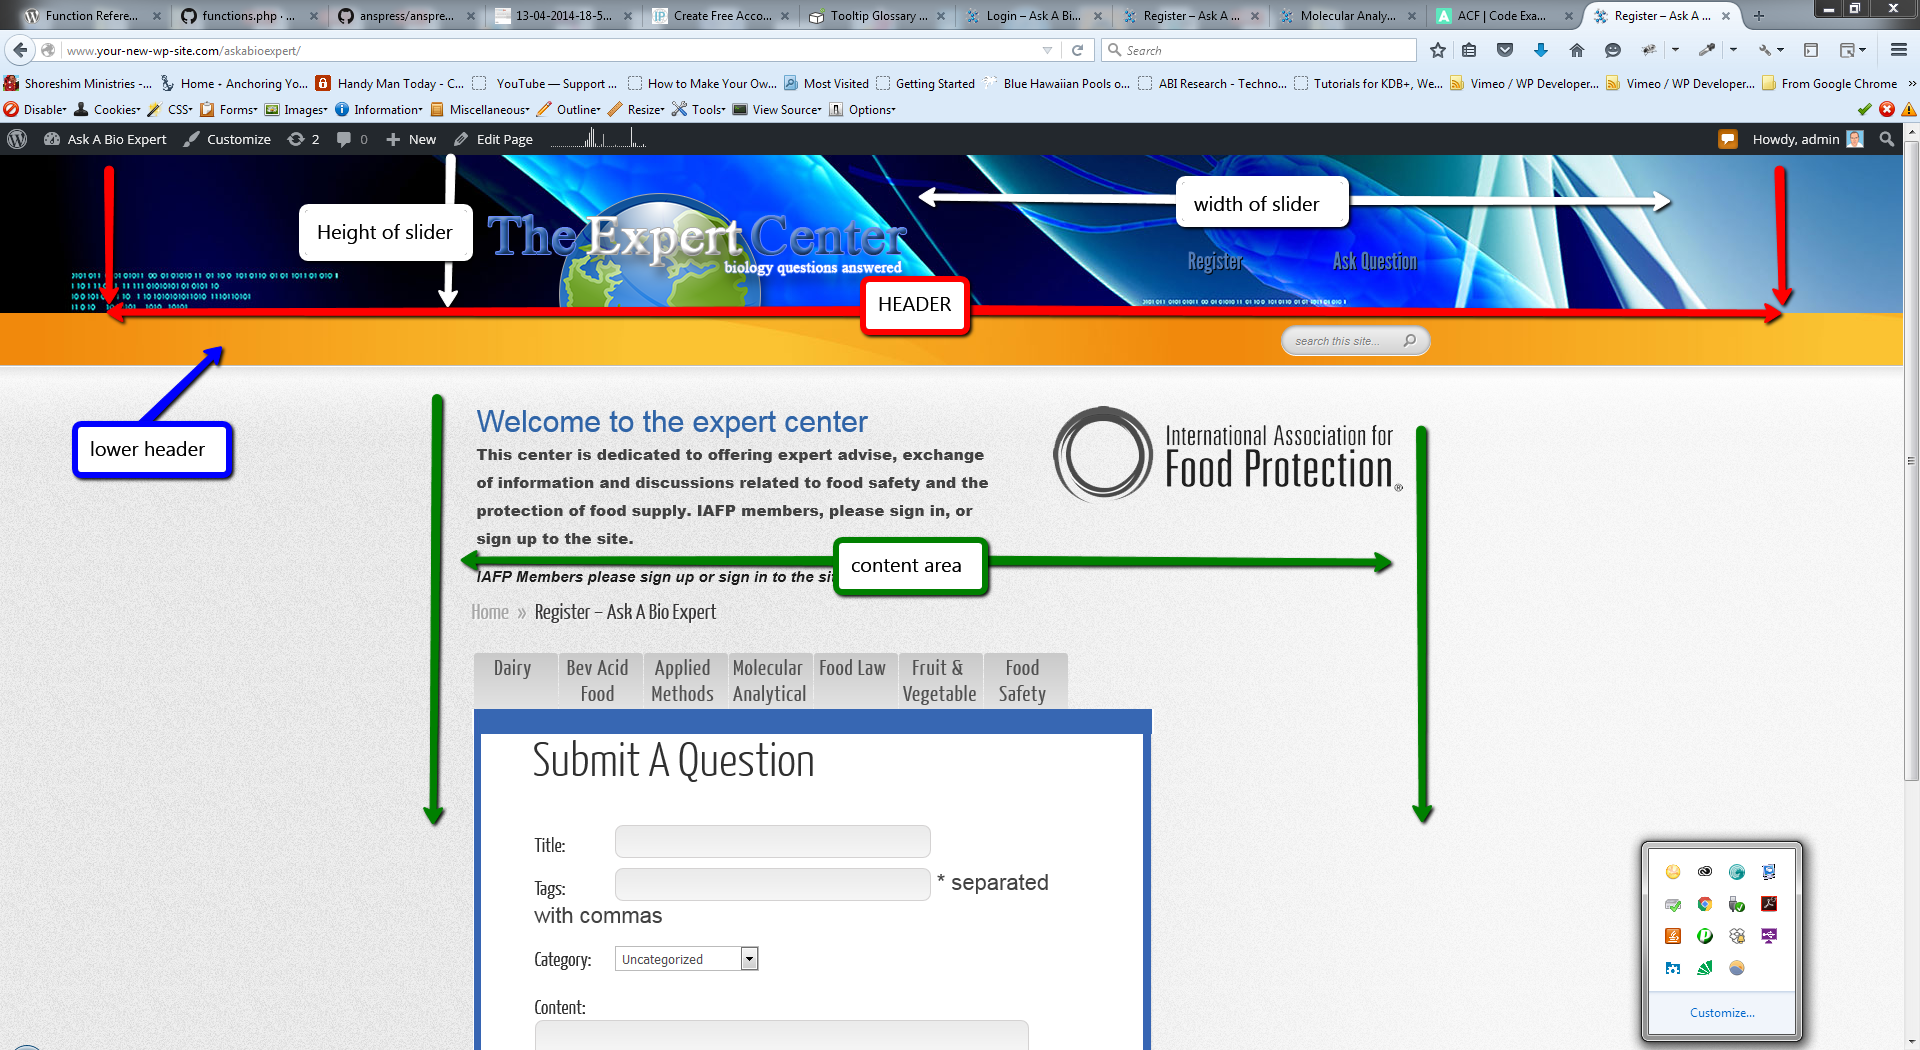 Function Refere...
functions.php · ...
anspress/anspre...
13-04-2014-18-5...
Create Free Acco...
Tooltip Glossary ...
Login – Ask A Bi...
Register – Ask A ...
Molecular Analy...
ACF | Code Exa...
Register – Ask A ...
www.your-new-wp-site.com/askabioexpert/
Search
Shoreshim Ministries -...
Home - Anchoring Yo...
Handy Man Today - C...
YouTube — Support ...
How to Make Your Ow...
Most Visited
Getting Started
Blue Hawaiian Pools o...
ABI Research - Techno...
Tutorials for KDB+, We...
Vimeo / WP Developer...
Vimeo / WP Developer...
From Google Chrome
Disable
Cookies
CSS
Forms
Images
Information
Miscellaneous
Outline
Resize
Tools
View Source
Options
Ask A Bio Expert
Customize
2
0
New
Edit Page
Howdy, admin
Height of slider
width of slider
The Expert Center
biology questions answered
Register
Ask Question
HEADER
search this site...
lower header
Welcome to the expert center
This center is dedicated to offering expert advise, exchange
of information and discussions related to food safety and the
protection of food supply. IAFP members, please sign in, or
sign up to the site.
International Association for
Food Protection®
content area
IAFP Members please sign up or sign in to the sit
Home » Register – Ask A Bio Expert
Dairy
Bev Acid
Food
Applied
Methods
Molecular
Analytical
Food Law
Fruit &
Vegetable
Food
Safety
Submit A Question
Title:
Tags:
* separated
with commas
Category:
Uncategorized
Content:
Customize...